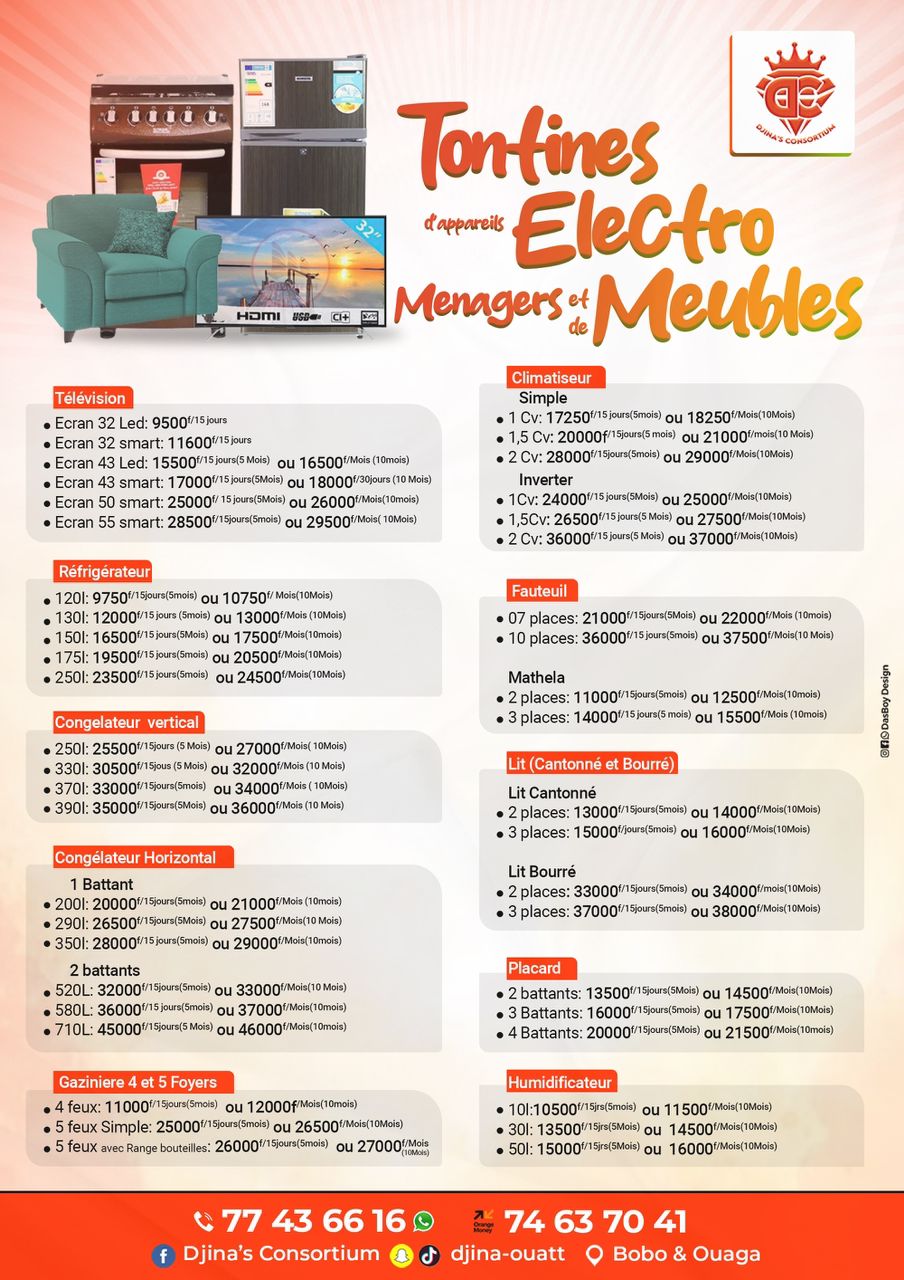 DJINA'S CONSORTIUM
Tontines
d'appareils Electro
Menagers et de Meubles
32"
HDMI USB CI+
Télévision
• Ecran 32 Led: 9500f/15 jours
• Ecran 32 smart: 11600f/15 jours
• Ecran 43 Led: 15500f/15 jours(5 Mois) ou 16500f/Mois (10mois)
• Ecran 43 smart: 17000f/15 jours(5Mois) ou 18000f/30jours (10 Mois)
• Ecran 50 smart: 25000f/ 15 jours(5Mois) ou 26000f/Mois(10mois)
• Ecran 55 smart: 28500f/15jours(5mois) ou 29500f/Mois( 10Mois)
Réfrigérateur
• 120l: 9750f/15jours(5mois) ou 10750f/ Mois(10Mois)
• 130l: 12000f/15 jours (5mois) ou 13000f/Mois (10Mois)
• 150l: 16500f/15 jours(5Mois) ou 17500f/Mois(10mois)
• 175l: 19500f/15 jours(5mois) ou 20500f/Mois(10Mois)
• 250l: 23500f/15 jours(5mois) ou 24500f/Mois(10Mois)
Congelateur vertical
• 250l: 25500f/15jours (5 Mois) ou 27000f/Mois( 10Mois)
• 330l: 30500f/15jous (5 Mois) ou 32000f/Mois (10 Mois)
• 370l: 33000f/15jours(5mois) ou 34000f/Mois ( 10Mois)
• 390l: 35000f/15jours(5Mois) ou 36000f/Mois (10 Mois)
Congélateur Horizontal
1 Battant
• 200l: 20000f/15jours(5mois) ou 21000f/Mois (10mois)
• 290l: 26500f/15jours(5Mois) ou 27500f/Mois(10 Mois)
• 350l: 28000f/15 jours(5mois) ou 29000f/Mois(10mois)
2 battants
• 520L: 32000f/15jours(5mois) ou 33000f/Mois(10 Mois)
• 580L: 36000f/15 jours(5mois) ou 37000f/Mois(10mois)
• 710L: 45000f/15jours(5 Mois) ou 46000f/Mois(10mois)
Gaziniere 4 et 5 Foyers
• 4 feux: 11000f/15jours(5mois) ou 12000f/Mois(10mois)
• 5 feux Simple: 25000f/15jours(5mois) ou 26500f/Mois(10Mois)
• 5 feux avec Range bouteilles: 26000f/15jours(5mois) ou 27000f/Mois (10Mois)
Climatiseur
Simple
• 1 Cv: 17250f/15 jours(5mois) ou 18250f/Mois(10Mois)
• 1,5 Cv: 20000f/15jours(5 mois) ou 21000f/mois(10 Mois)
• 2 Cv: 28000f/15jours(5mois) ou 29000f/Mois(10Mois)
Inverter
• 1Cv: 24000f/15 jours(5Mois) ou 25000f/Mois(10Mois)
• 1,5Cv: 26500f/15 jours(5 Mois) ou 27500f/Mois(10Mois)
• 2 Cv: 36000f/15 jours(5 Mois) ou 37000f/Mois(10Mois)
Fauteuil
• 07 places: 21000f/15jours(5Mois) ou 22000f/Mois (10mois)
• 10 places: 36000f/15 jours(5mois) ou 37500f/Mois(10 Mois)
Mathela
• 2 places: 11000f/15jours(5mois) ou 12500f/Mois(10mois)
• 3 places: 14000f/15 jours(5 mois) ou 15500f/Mois (10mois)
Lit (Cantonné et Bourré)
Lit Cantonné
• 2 places: 13000f/15jours(5mois) ou 14000f/Mois(10Mois)
• 3 places: 15000f/jours(5mois) ou 16000f/Mois(10Mois)
Lit Bourré
• 2 places: 33000f/15jours(5mois) ou 34000f/mois(10Mois)
• 3 places: 37000f/15jours(5mois) ou 38000f/Mois(10Mois)
Placard
• 2 battants: 13500f/15jours(5Mois) ou 14500f/Mois(10Mois)
• 3 Battants: 16000f/15jours(5Mois) ou 17500f/Mois(10Mois)
• 4 Battants: 20000f/15jours(5Mois) ou 21500f/Mois(10mois)
Humidificateur
• 10l:10500f/15jrs(5mois) ou 11500f/Mois(10Mois)
• 30l: 13500f/15jrs(5mois) ou 14500f/Mois(10Mois)
• 50l: 15000f/15jrs(5mois) ou 16000f/Mois(10Mois)
DasBoy Design
77 43 66 16 Orange Money 74 63 70 41
Djina's Consortium djina-ouatt Bobo & Ouaga